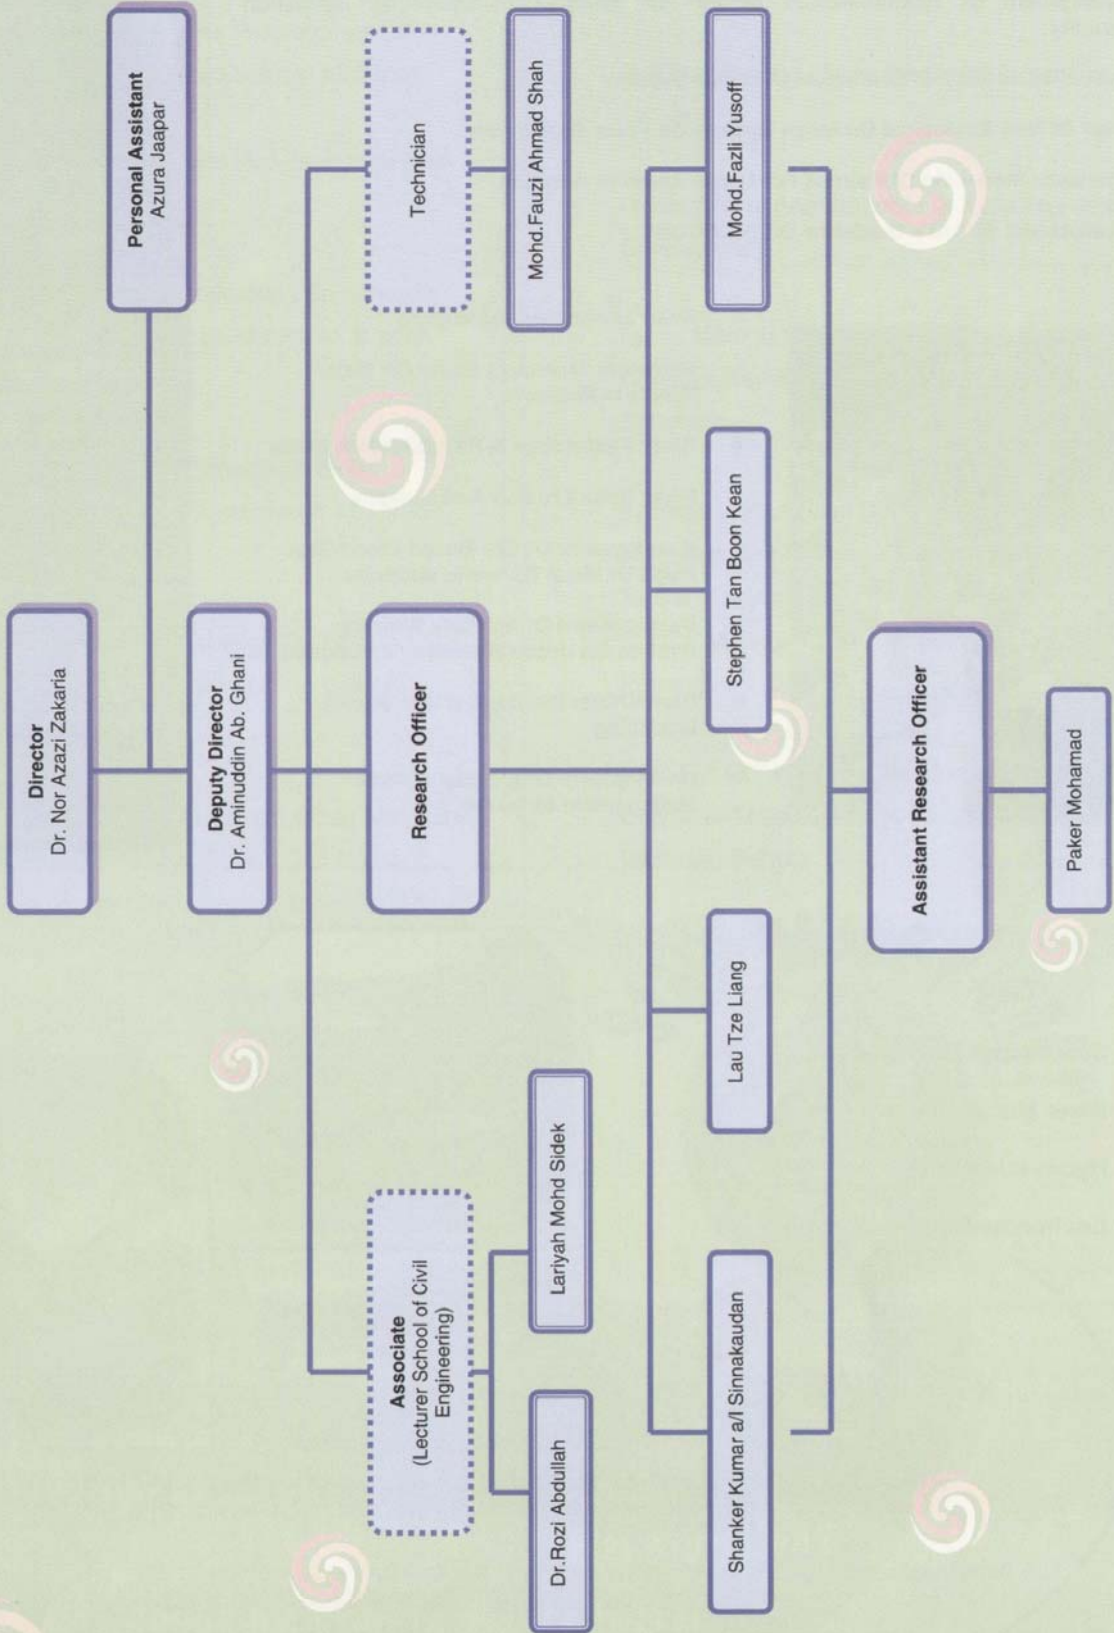 Director
Dr. Nor Azazi Zakaria
Personal Assistant
Azura Jaapar
Deputy Director
Dr. Aminuddin Ab. Ghani
Associate
(Lecturer School of Civil
Engineering)
Research Officer
Technician
Dr.Rozi Abdullah
Lariyah Mohd Sidek
Mohd.Fauzi Ahmad Shah
Shanker Kumar a/l Sinnakaudan
Lau Tze Liang
Stephen Tan Boon Kean
Mohd.Fazli Yusoff
Assistant Research Officer
Paker Mohamad